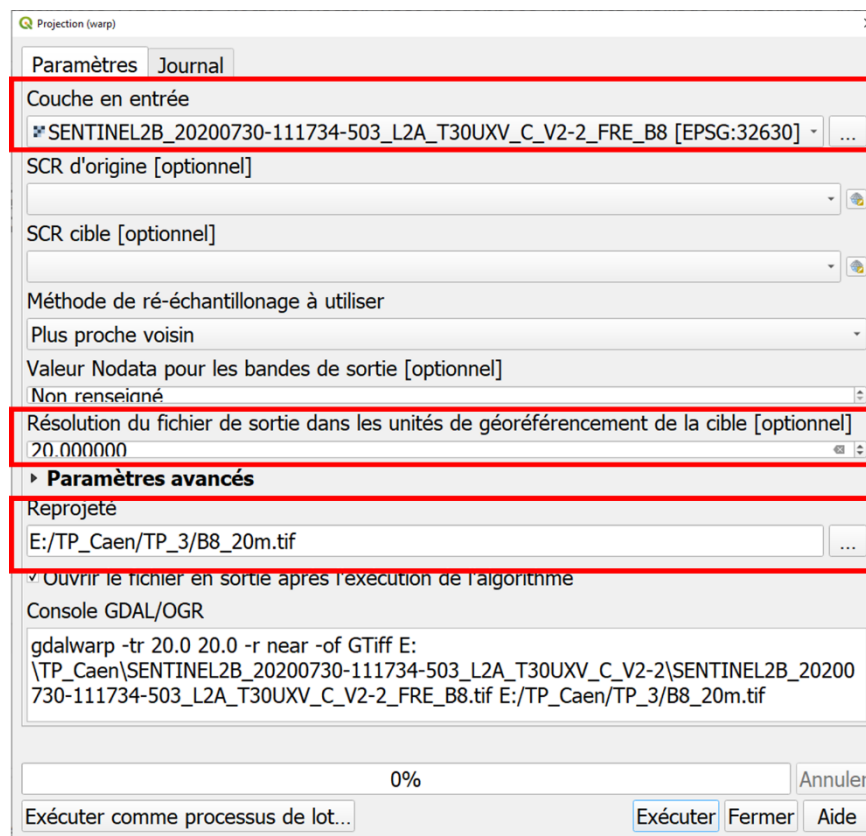 Projection (warp)
Paramètres Journal
Couche en entrée
SENTINEL2B_20200730-111734-503_L2A_T30UXV_C_V2-2_FRE_B8 [EPSG:32630] ...
SCR d'origine [optionnel]
SCR cible [optionnel]
Méthode de ré-échantillonage à utiliser
Plus proche voisin
Valeur Nodata pour les bandes de sortie [optionnel]
Non renseigné
Résolution du fichier de sortie dans les unités de géoréférencement de la cible [optionnel]
20.000000
Paramètres avancés
Reprojeté
E:/TP_Caen/TP_3/B8_20m.tif ...
Ouvrir le fichier en sortie après l'exécution de l'algorithme
Console GDAL/OGR
gdalwarp -tr 20.0 20.0 -r near -of GTiff E:
\TP_Caen\SENTINEL2B_20200730-111734-503_L2A_T30UXV_C_V2-2\SENTINEL2B_20200
730-111734-503_L2A_T30UXV_C_V2-2_FRE_B8.tif E:/TP_Caen/TP_3/B8_20m.tif
0% Annuler
Exécuter comme processus de lot... Exécuter Fermer Aide